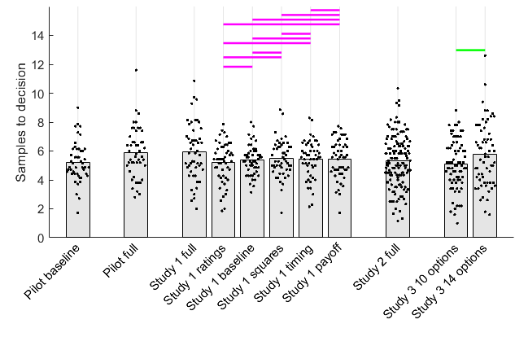 Samples to decision
14
12
10
8
6
4
2
0
Pilot baseline
Pilot full
Study 1 full
Study 1 ratings
Study 1 baseline
Study 1 squares
Study 1 timing
Study 1 payoff
Study 2 full
Study 3 10 options
Study 3 14 options